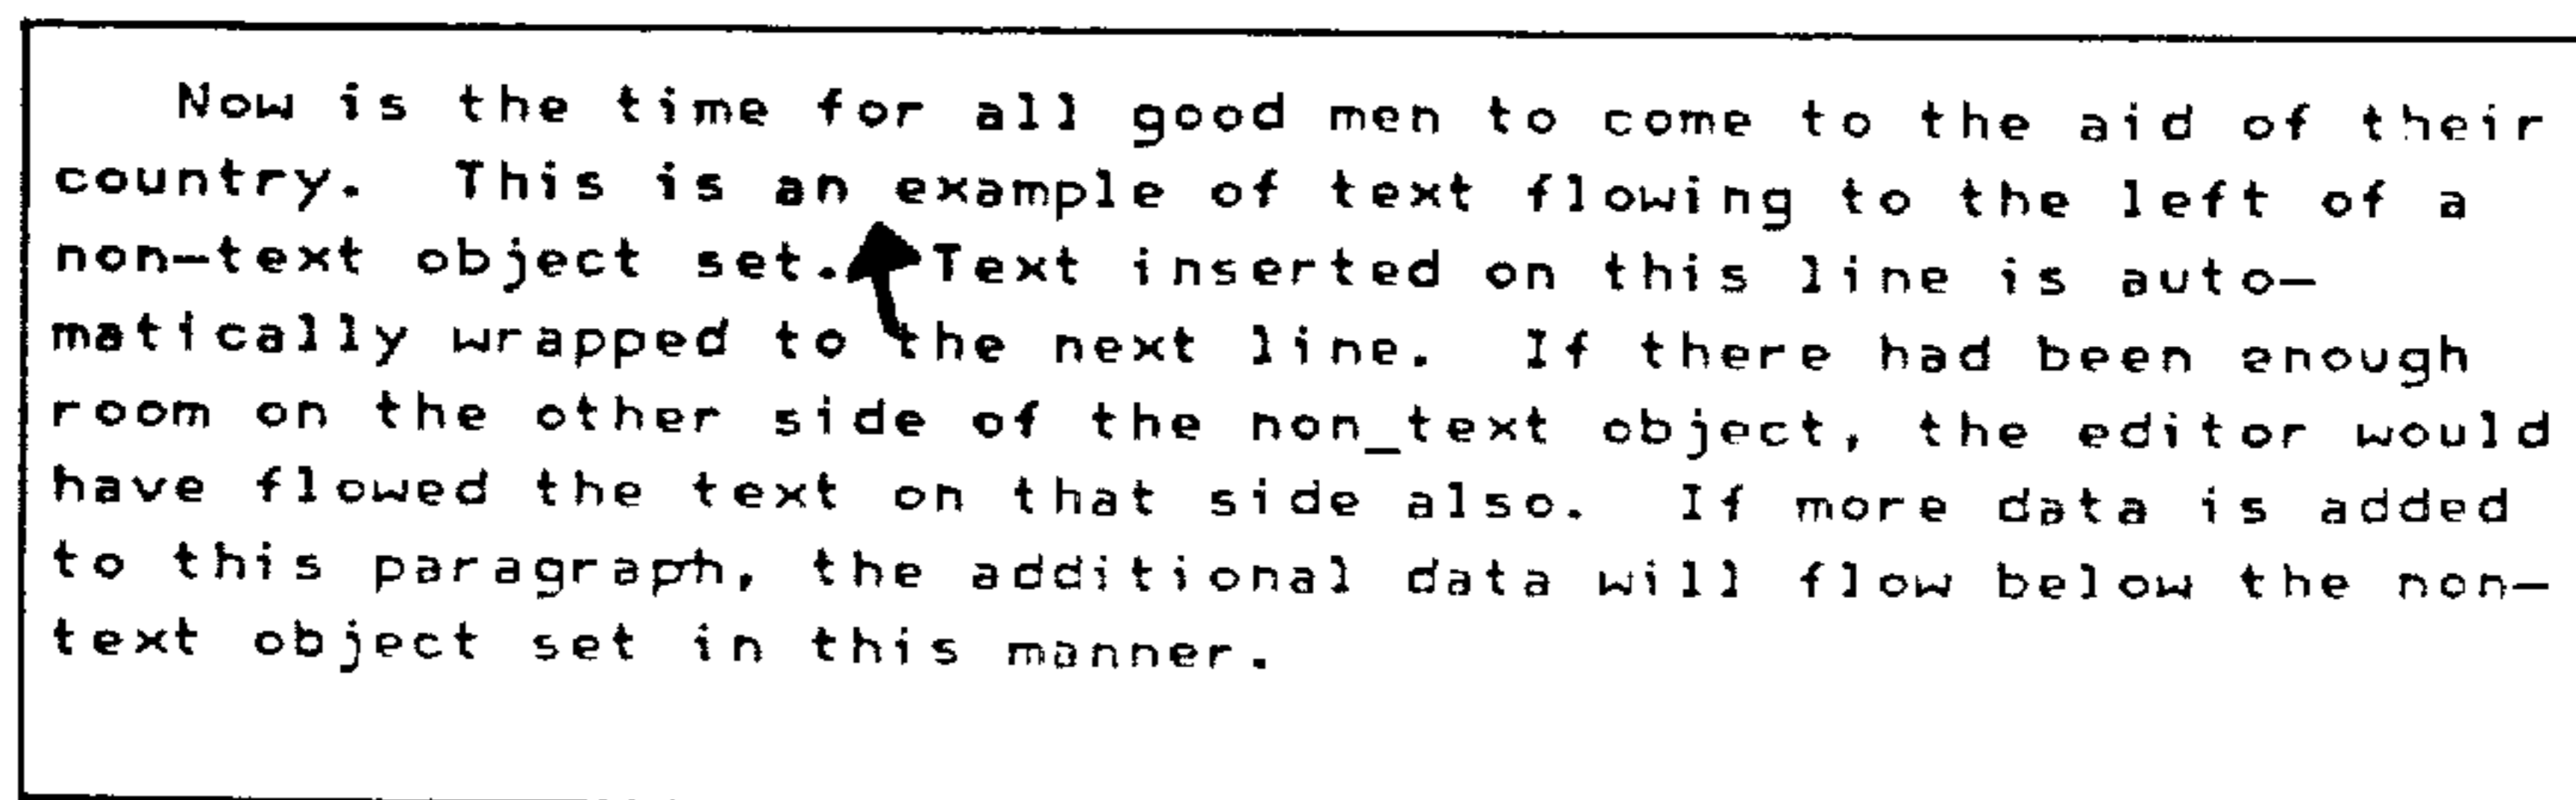 Now is the time for all good men to come to the aid of their
country. This is an example of text flowing to the left of a
non-text object set. Text inserted on this line is auto-
matically wrapped to the next line. If there had been enough
room on the other side of the non_text object, the editor would
have flowed the text on that side also. If more data is added
to this paragraph, the additional data will flow below the non-
text object set in this manner.